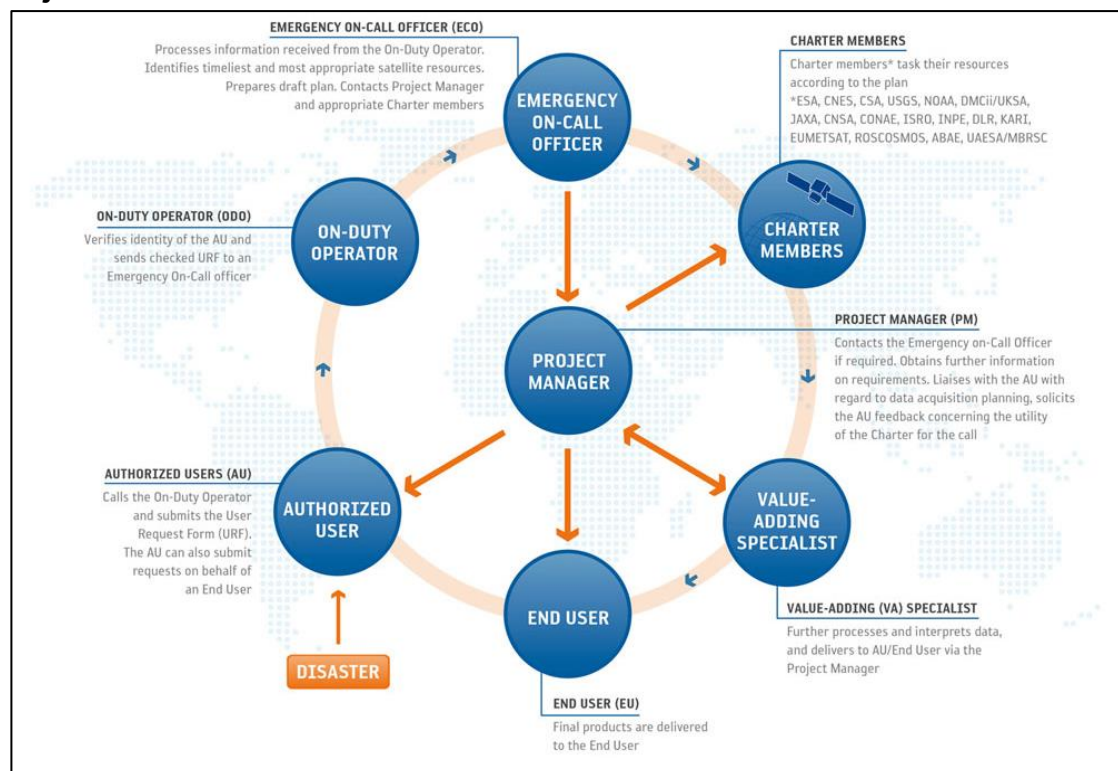 EMERGENCY ON-CALL OFFICER (ECO)
Processes information received from the On-Duty Operator.
Identifies timeliest and most appropriate satellite resources.
Prepares draft plan. Contacts Project Manager
and appropriate Charter members
EMERGENCY
ON-CALL
OFFICER
CHARTER MEMBERS
Charter members* task their resources
according to the plan
*ESA, CNES, CSA, USGS, NOAA, DMCii/UKSA,
JAXA, CNSA, CONAE, ISRO, INPE, DLR, KARI,
EUMETSAT, ROSCOSMOS, ABAE, UAESA/MBRSC
CHARTER
MEMBERS
ON-DUTY OPERATOR (ODO)
Verifies identity of the AU and
sends checked URF to an
Emergency On-Call officer
ON-DUTY
OPERATOR
PROJECT MANAGER (PM)
Contacts the Emergency on-Call Officer
if required. Obtains further information
on requirements. Liaises with the AU with
regard to data acquisition planning, solicits
the AU feedback concerning the utility
of the Charter for the call
PROJECT
MANAGER
AUTHORIZED USERS (AU)
Calls the On-Duty Operator
and submits the User
Request Form (URF).
The AU can also submit
requests on behalf of
an End User
AUTHORIZED
USER
VALUE-
ADDING
SPECIALIST
END USER
VALUE-ADDING (VA) SPECIALIST
Further processes and interprets data,
and delivers to AU/End User via the
Project Manager
DISASTER
END USER (EU)
Final products are delivered
to the End User